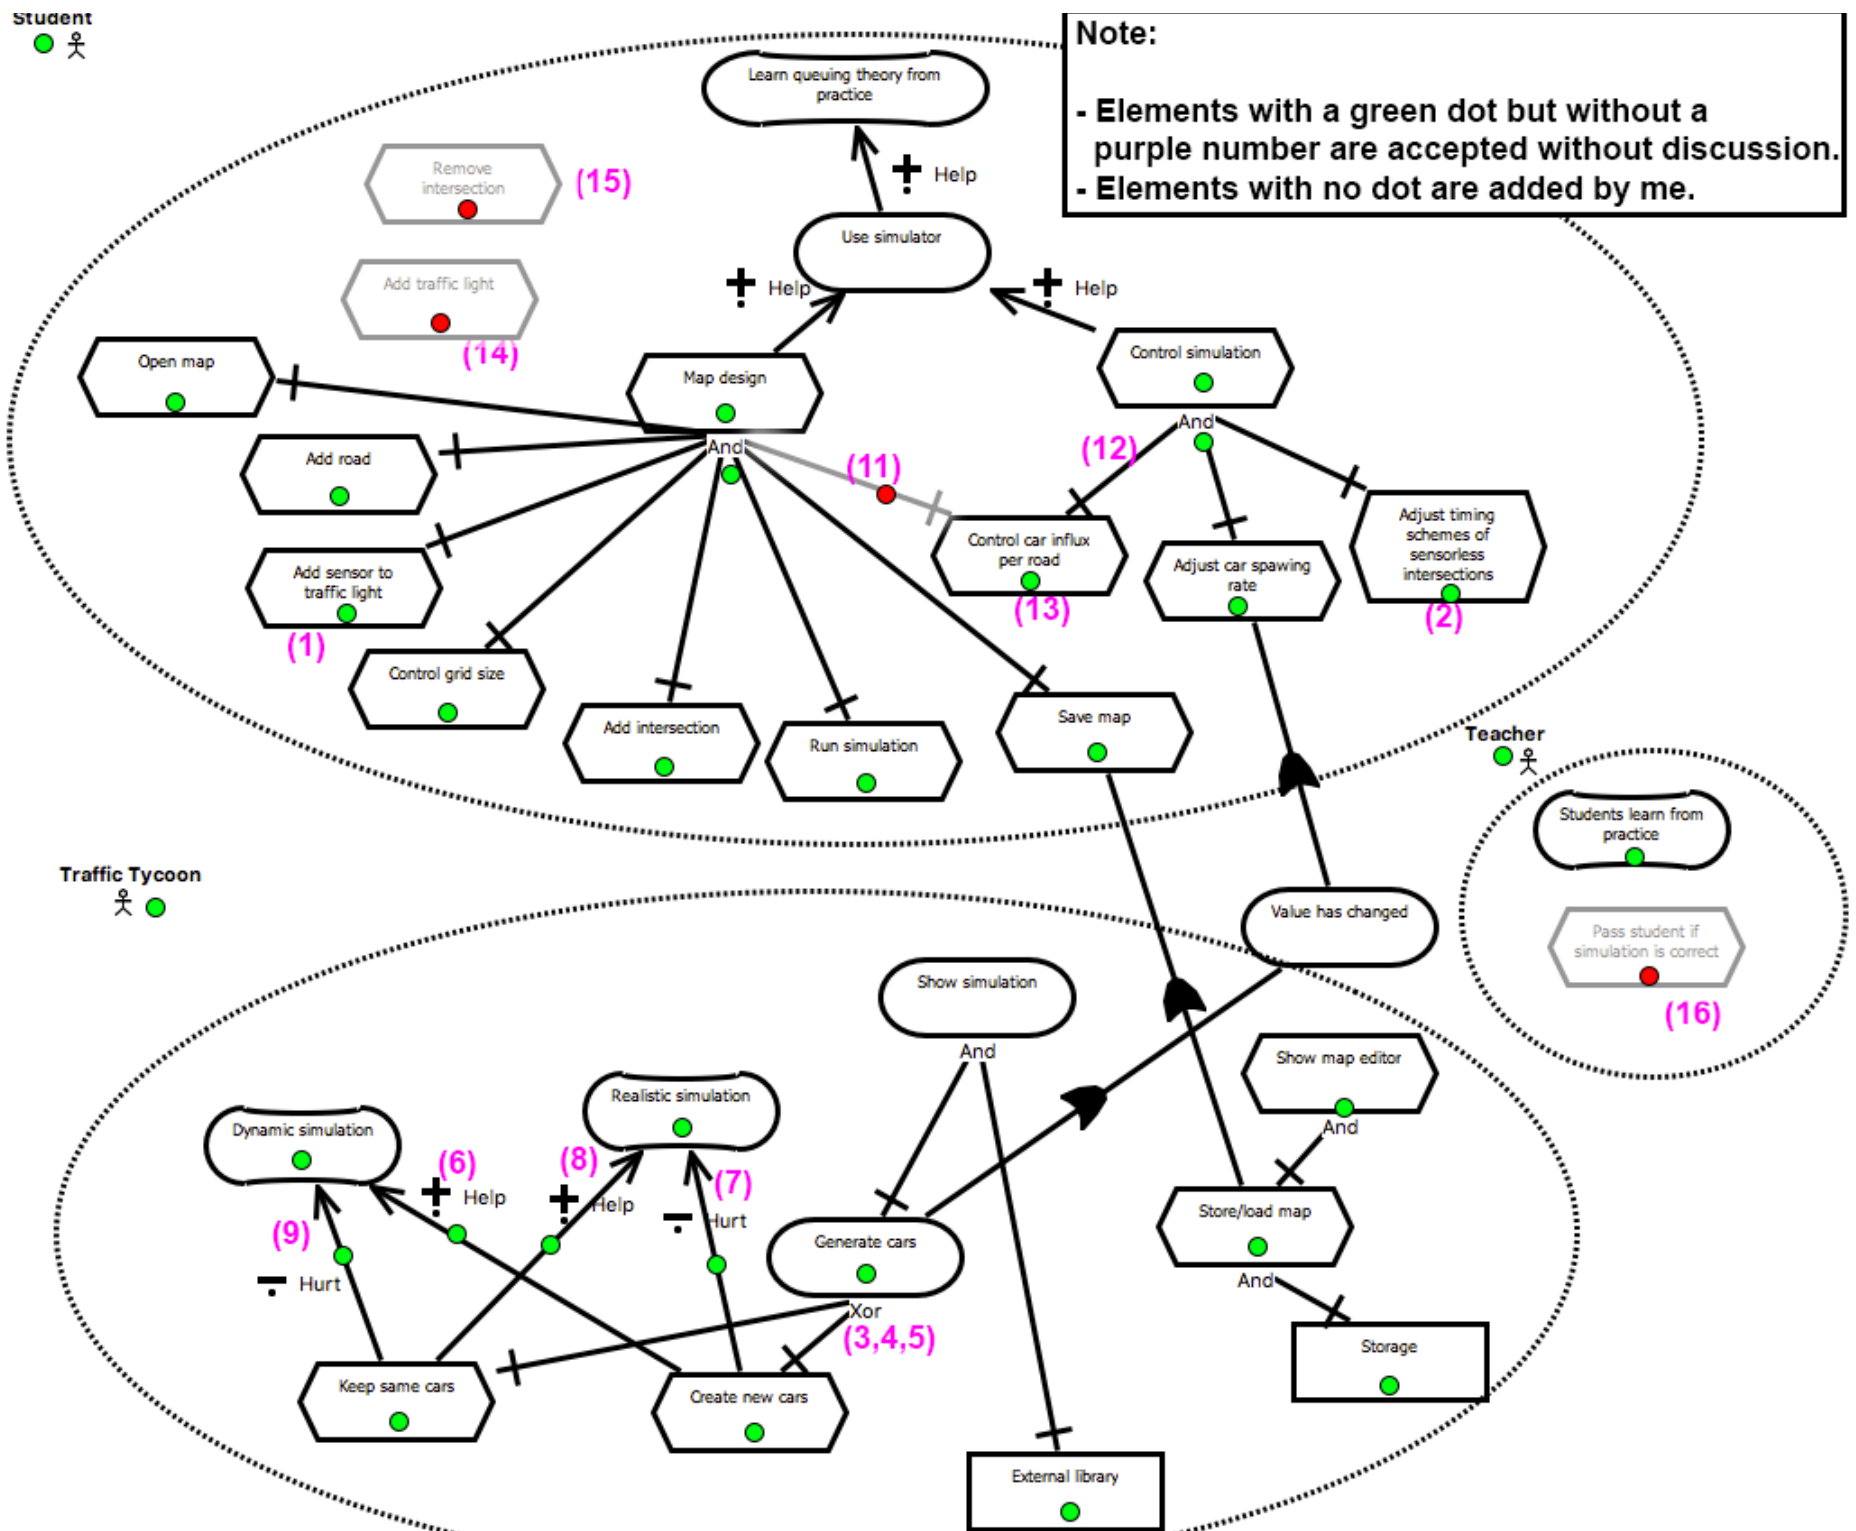 Student
Note:
- Elements with a green dot but without a
purple number are accepted without discussion.
- Elements with no dot are added by me.
Learn queuing theory from
practice
Help
Remove
intersection
(15)
Use simulator
Help
Help
Add traffic light
(14)
Open map
Map design
And
Control simulation
And
(12)
(11)
Add road
Add sensor to
traffic light
(1)
Control car influx
per road
(13)
Adjust car spawing
rate
Adjust timing
schemes of
sensorless
intersections
(2)
Control grid size
Add intersection
Run simulation
Save map
Teacher
Students learn from
practice
Pass student if
simulation is correct
(16)
Traffic Tycoon
Value has changed
Show simulation
And
Show map editor
And
Realistic simulation
Dynamic simulation
(6)
Help
(8)
Help
(7)
Hurt
(9)
Hurt
Generate cars
Xor
(3,4,5)
Store/load map
And
Storage
Keep same cars
Create new cars
External library